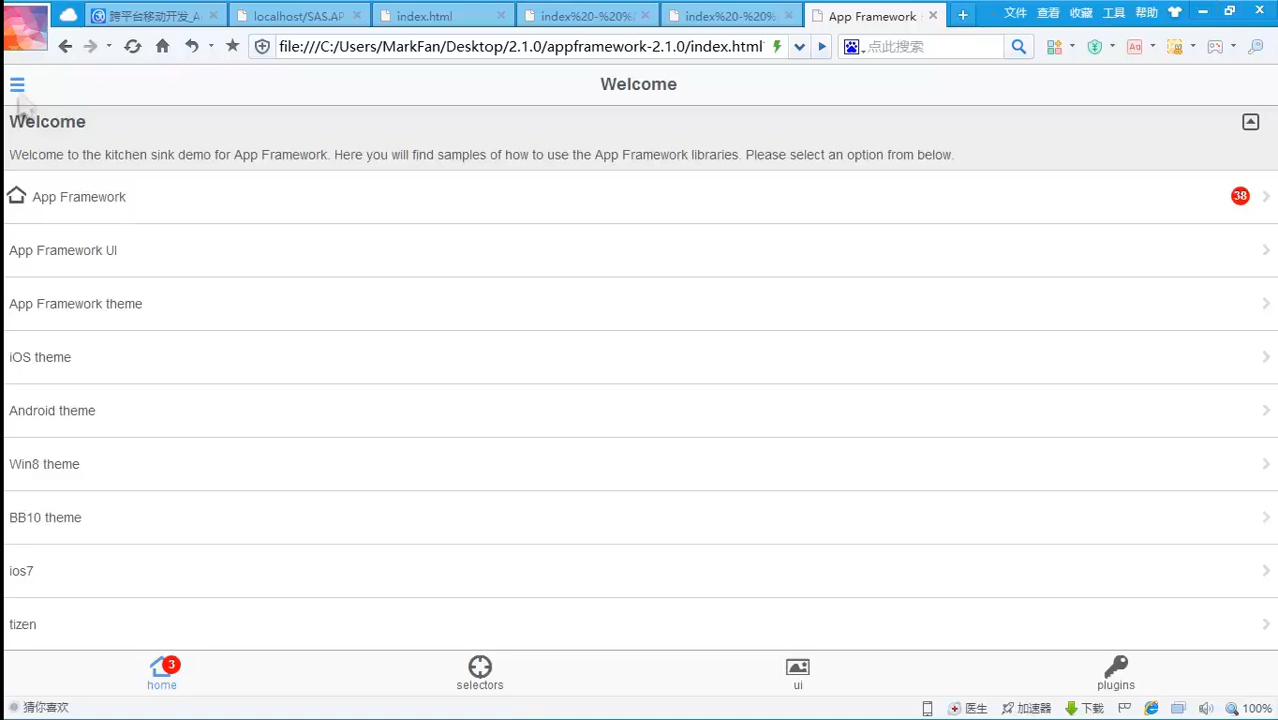 跨平台移动开发_A
localhost/SAS.AP
index.html
index%20-%20%
index%20-%20%
App Framework
文件 查看 收藏 工具 帮助
file:///C:/Users/MarkFan/Desktop/2.1.0/appframework-2.1.0/index.html
点此搜索
Welcome
Welcome
Welcome to the kitchen sink demo for App Framework. Here you will find samples of how to use the App Framework libraries. Please select an option from below.
App Framework 38
App Framework UI
App Framework theme
iOS theme
Android theme
Win8 theme
BB10 theme
ios7
tizen
3
home selectors ui plugins
猜你喜欢 医生 加速器 下载 100%